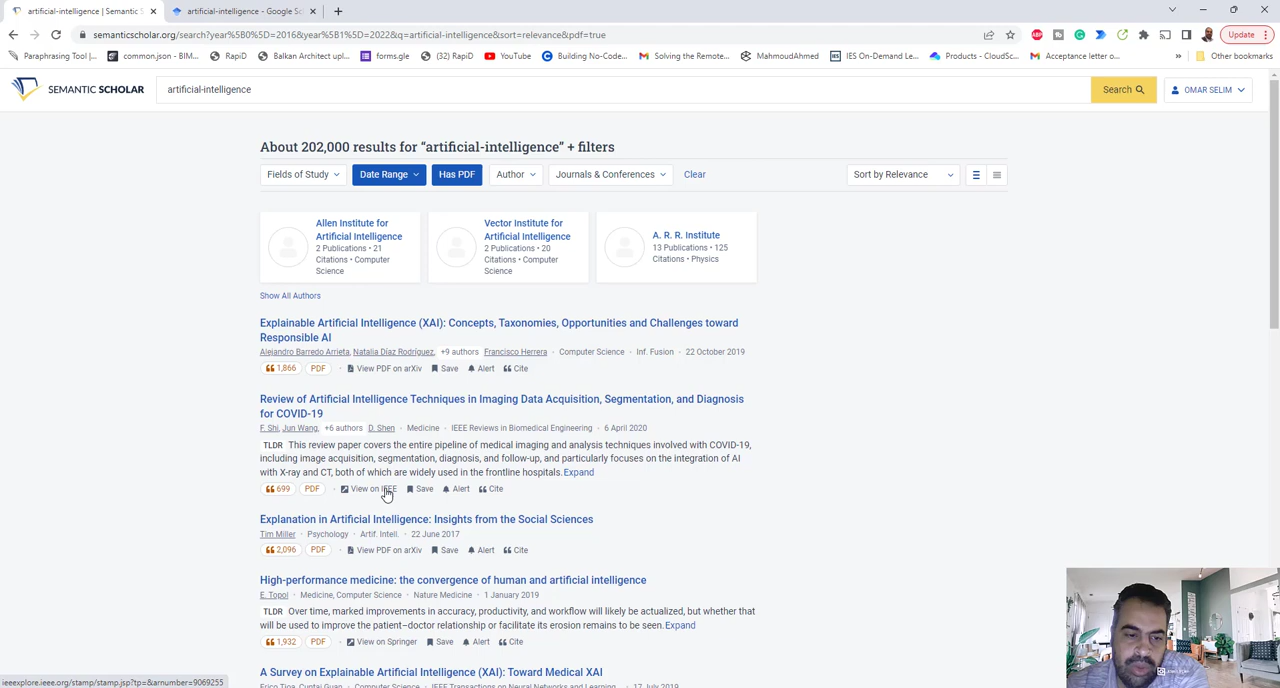 artificial-intelligence | Semantic S
artificial-intelligence - Google Sc
semanticscholar.org/search?year%5B0%5D=2016&year%5B1%5D=2022&q=artificial-intelligence&sort=relevance&pdf=true
Update
Paraphrasing Tool |...
common.json - BIM...
RapiD
Balkan Architect upl...
forms.gle
(32) RapiD
YouTube
Building No-Code...
Solving the Remote...
MahmoudAhmed
IES On-Demand Le...
Products - CloudSc...
Acceptance letter o...
»
Other bookmarks
SEMANTIC SCHOLAR
artificial-intelligence
Search
OMAR SELIM
About 202,000 results for “artificial-intelligence” + filters
Fields of Study
Date Range
Has PDF
Author
Journals & Conferences
Clear
Sort by Relevance
Allen Institute for
Artificial Intelligence
2 Publications • 21
Citations • Computer
Science
Vector Institute for
Artificial Intelligence
2 Publications • 20
Citations • Computer
Science
A. R. R. Institute
13 Publications • 125
Citations • Physics
Show All Authors
Explainable Artificial Intelligence (XAI): Concepts, Taxonomies, Opportunities and Challenges toward
Responsible AI
Alejandro Barredo Arrieta, Natalia Díaz Rodríguez, +9 authors Francisco Herrera · Computer Science · Inf. Fusion · 22 October 2019
1,866 PDF · View PDF on arXiv Save Alert Cite
Review of Artificial Intelligence Techniques in Imaging Data Acquisition, Segmentation, and Diagnosis
for COVID-19
F. Shi, Jun Wang, +6 authors D. Shen · Medicine · IEEE Reviews in Biomedical Engineering · 6 April 2020
TLDR This review paper covers the entire pipeline of medical imaging and analysis techniques involved with COVID-19,
including image acquisition, segmentation, diagnosis, and follow-up, and particularly focuses on the integration of AI
with X-ray and CT, both of which are widely used in the frontline hospitals. Expand
699 PDF · View on IEEE Save Alert Cite
Explanation in Artificial Intelligence: Insights from the Social Sciences
Tim Miller · Psychology · Artif. Intell. · 22 June 2017
2,096 PDF · View PDF on arXiv Save Alert Cite
High-performance medicine: the convergence of human and artificial intelligence
E. Topol · Medicine, Computer Science · Nature Medicine · 1 January 2019
TLDR Over time, marked improvements in accuracy, productivity, and workflow will likely be actualized, but whether that
will be used to improve the patient–doctor relationship or facilitate its erosion remains to be seen. Expand
1,932 PDF · View on Springer Save Alert Cite
A Survey on Explainable Artificial Intelligence (XAI): Toward Medical XAI
Erico Tjoa, Cuntai Guan · Computer Science · IEEE Transactions on Neural Networks and Learning... · 17 July 2019
ieeexplore.ieee.org/stamp/stamp.jsp?tp=&arnumber=9069255